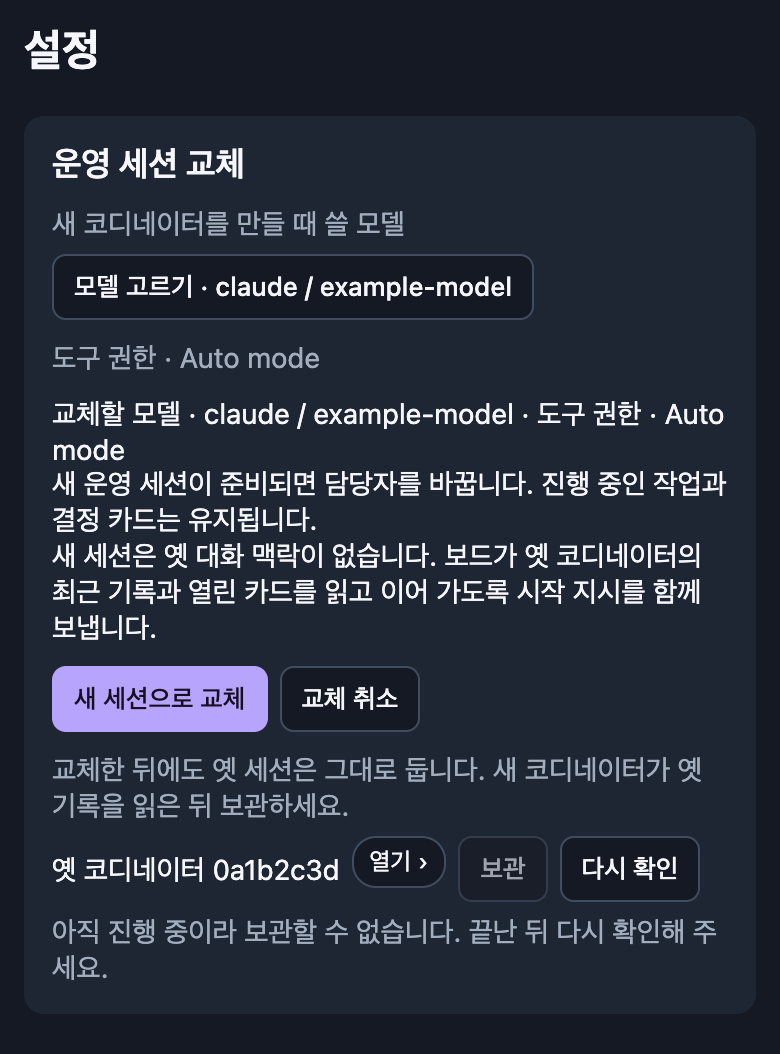 설정
운영 세션 교체
새 코디네이터를 만들 때 쓸 모델
모델 고르기 · claude / example-model
도구 권한 · Auto mode
교체할 모델 · claude / example-model · 도구 권한 · Auto
mode
새 운영 세션이 준비되면 담당자를 바꿉니다. 진행 중인 작업과
결정 카드는 유지됩니다.
새 세션은 옛 대화 맥락이 없습니다. 보드가 옛 코디네이터의
최근 기록과 열린 카드를 읽고 이어 가도록 시작 지시를 함께
보냅니다.
새 세션으로 교체 교체 취소
교체한 뒤에도 옛 세션은 그대로 둡니다. 새 코디네이터가 옛
기록을 읽은 뒤 보관하세요.
옛 코디네이터 0a1b2c3d 열기 › 보관 다시 확인
아직 진행 중이라 보관할 수 없습니다. 끝난 뒤 다시 확인해 주
세요.